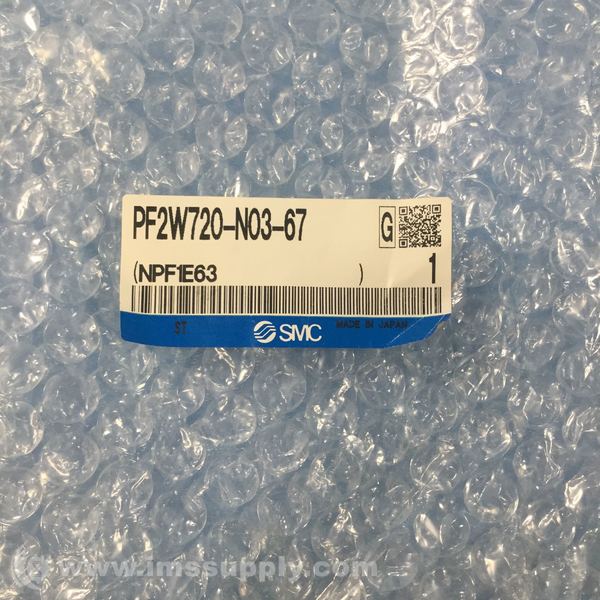 PF2W720-N03-67 G
(NPF1E63 ) 1
ST SMC MADE IN JAPAN
www.imssupply.com